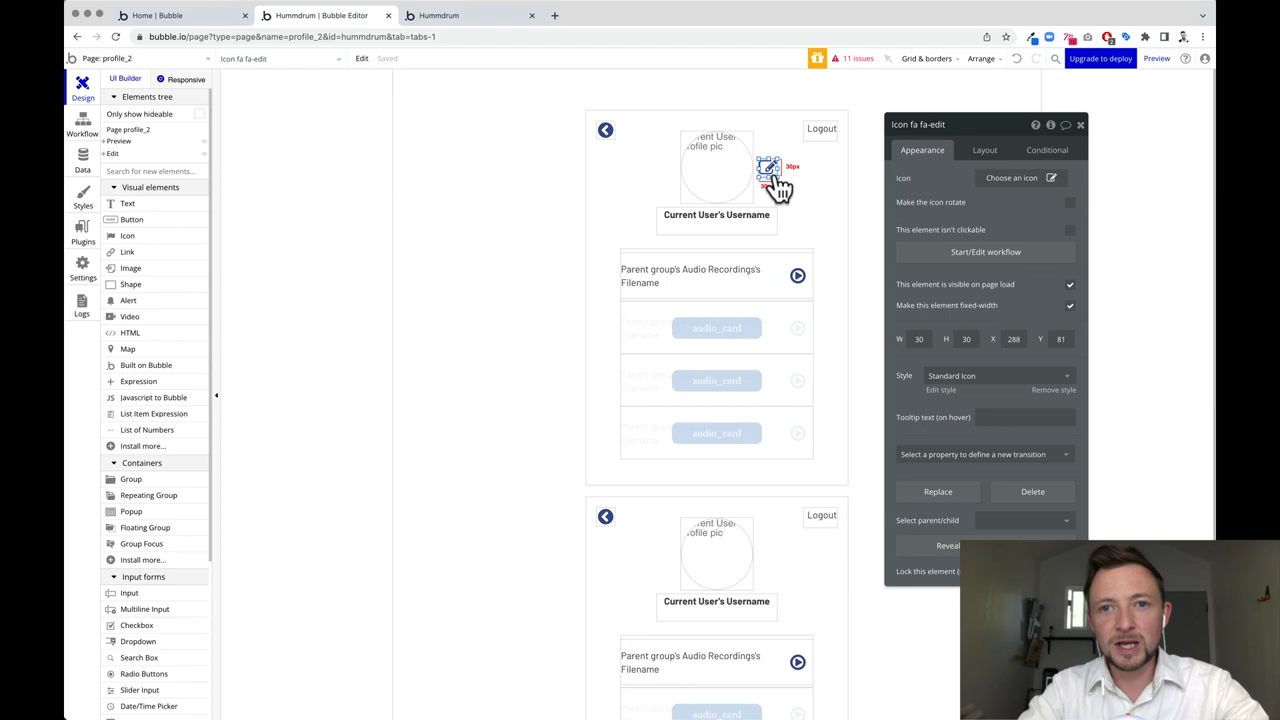 Home | Bubble
Hummdrum | Bubble Editor
Hummdrum
bubble.io/page?type=page&name=profile_2&id=hummdrum&tab=tabs-1
Page: profile_2
Icon fa fa-edit
Edit
Saved
11 issues
Grid & borders
Arrange
Upgrade to deploy
Preview
Design
Workflow
Data
Styles
Plugins
Settings
Logs
UI Builder
Responsive
Elements tree
Only show hideable
Page profile_2
Preview
Edit
Search for new elements...
Visual elements
Text
Button
Icon
Link
Image
Shape
Alert
Video
HTML
Map
Built on Bubble
Expression
Javascript to Bubble
List Item Expression
List of Numbers
Install more...
Containers
Group
Repeating Group
Popup
Floating Group
Group Focus
Install more...
Input forms
Input
Multiline Input
Checkbox
Dropdown
Search Box
Radio Buttons
Slider Input
Date/Time Picker
Logout
30px
Current User's Username
Parent group's Audio Recordings's
Filename
audio_card
audio_card
audio_card
Logout
Current User's Username
Parent group's Audio Recordings's
Filename
audio_card
Icon fa fa-edit
Appearance
Layout
Conditional
Icon
Choose an icon
Make the icon rotate
This element isn't clickable
Start/Edit workflow
This element is visible on page load
Make this element fixed-width
W 30 H 30 X 288 Y 81
Style
Standard Icon
Edit style
Remove style
Tooltip text (on hover)
Select a property to define a new transition
Replace
Delete
Select parent/child
Reveal
Lock this element